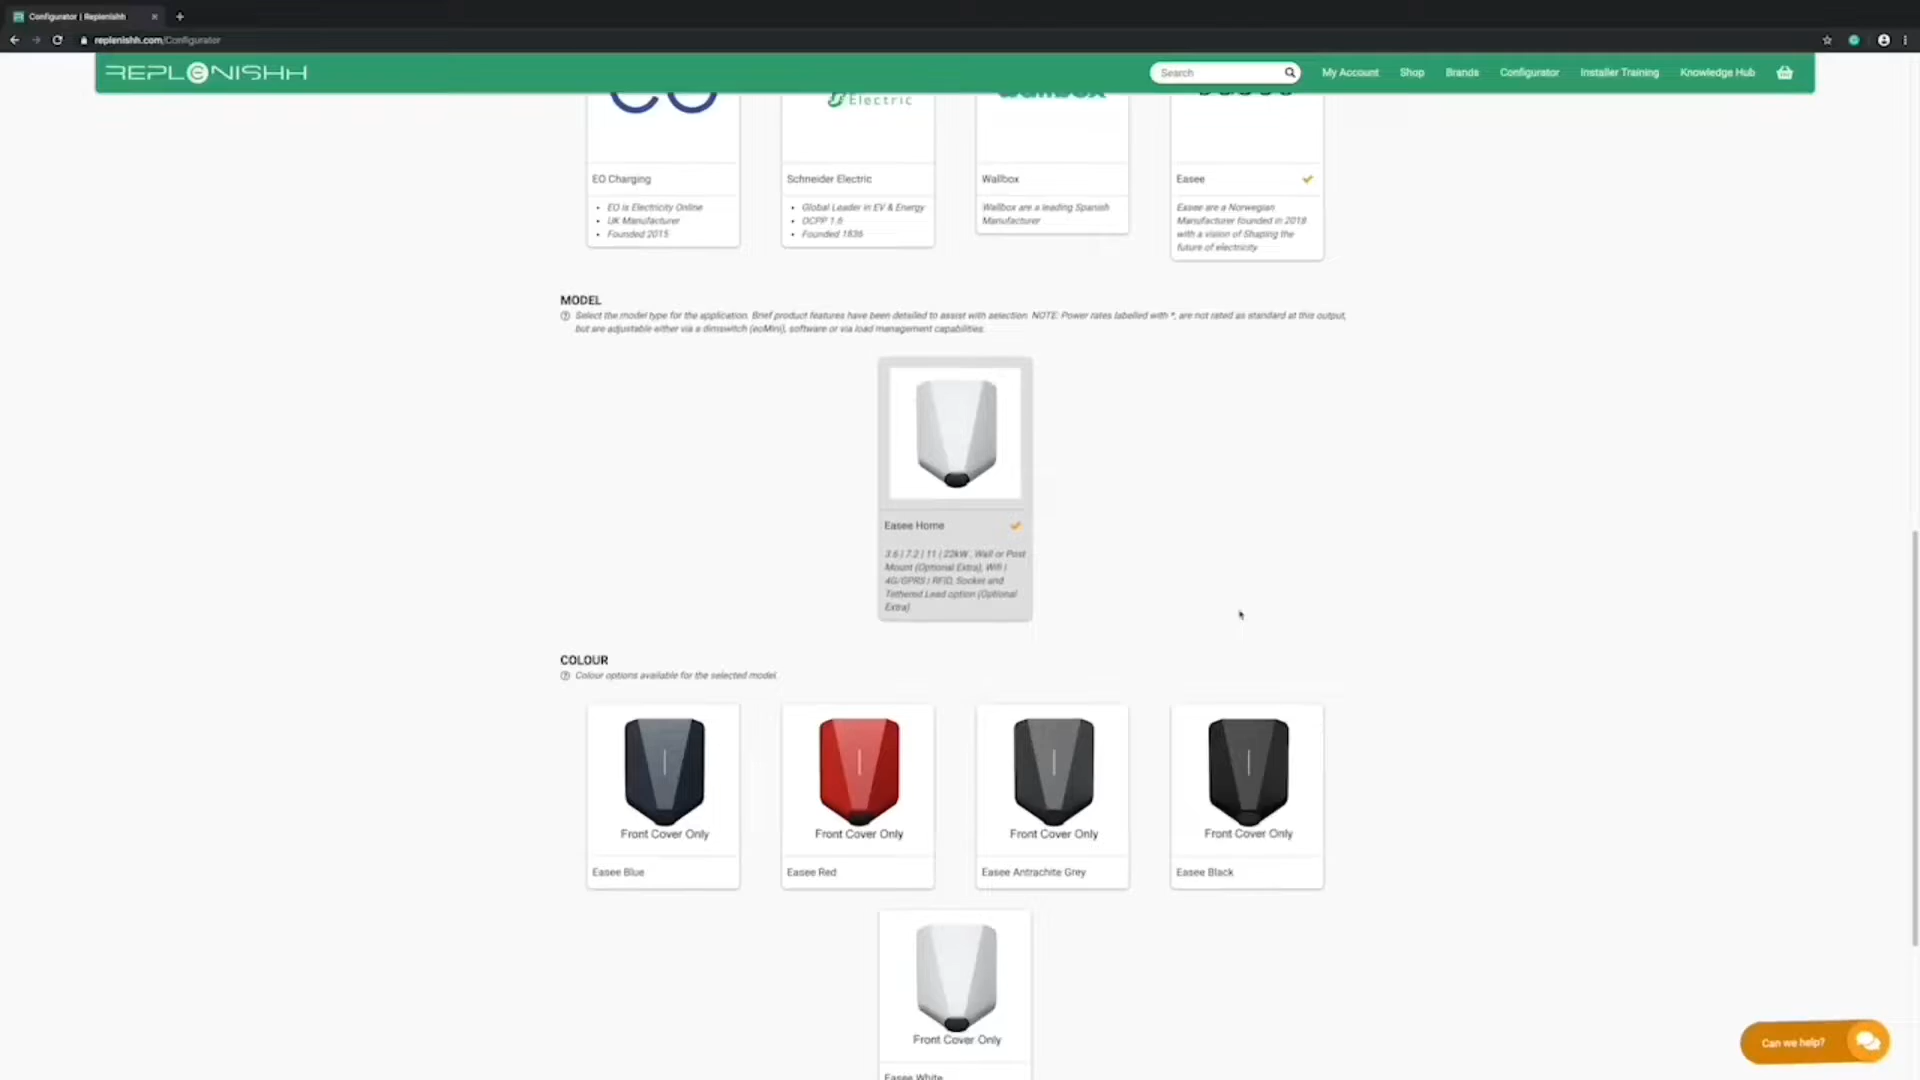 Configurator | Replenishh
replenishh.com/Configurator
REPLENISHH
Search
My Account
Shop
Brands
Configurator
Installer Training
Knowledge Hub
eo
Electric
wallbox
EO Charging
Schneider Electric
Wallbox
Easee
EO is Electricity Online
UK Manufacturer
Founded 2015
Global Leader in EV & Energy
OCPP 1.6
Founded 1836
Wallbox are a leading Spanish
Manufacturer
Easee are a Norwegian
Manufacturer founded in 2018
with a vision of Shaping the
future of electricity
MODEL
Select the model type for the application. Brief product features have been detailed to assist with selection. NOTE: Power rates labelled with *, are not rated as standard at this output,
but are adjustable either via a dimswitch (eoMini), software or via load management capabilities.
Easee Home
3.6 | 7.2 | 11 | 22kW , Wall or Post
Mount (Optional Extra), Wifi |
4G/GPRS | RFID, Socket and
Tethered Lead option (Optional
Extra)
COLOUR
Colour options available for the selected model.
Front Cover Only
Front Cover Only
Front Cover Only
Front Cover Only
Easee Blue
Easee Red
Easee Antrachite Grey
Easee Black
Front Cover Only
Easee White
Can we help?